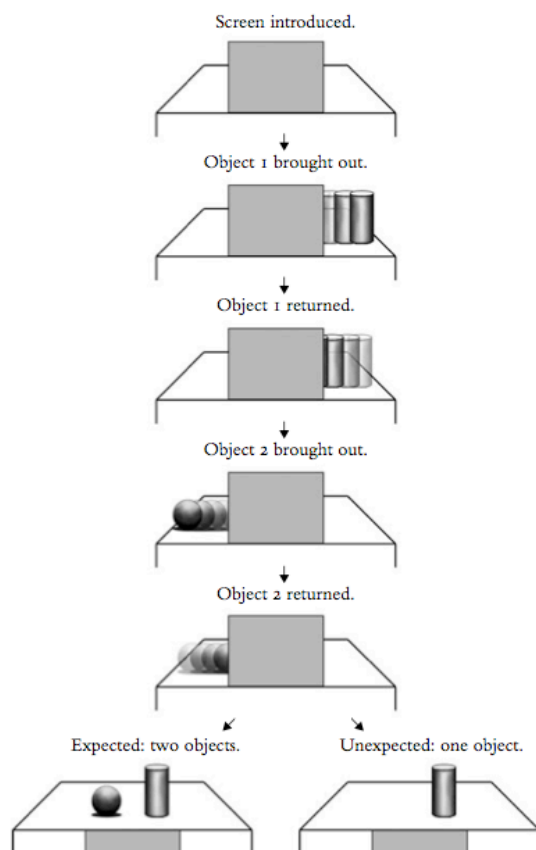 Screen introduced.
Object 1 brought out.
Object 1 returned.
Object 2 brought out.
Object 2 returned.
Expected: two objects.
Unexpected: one object.